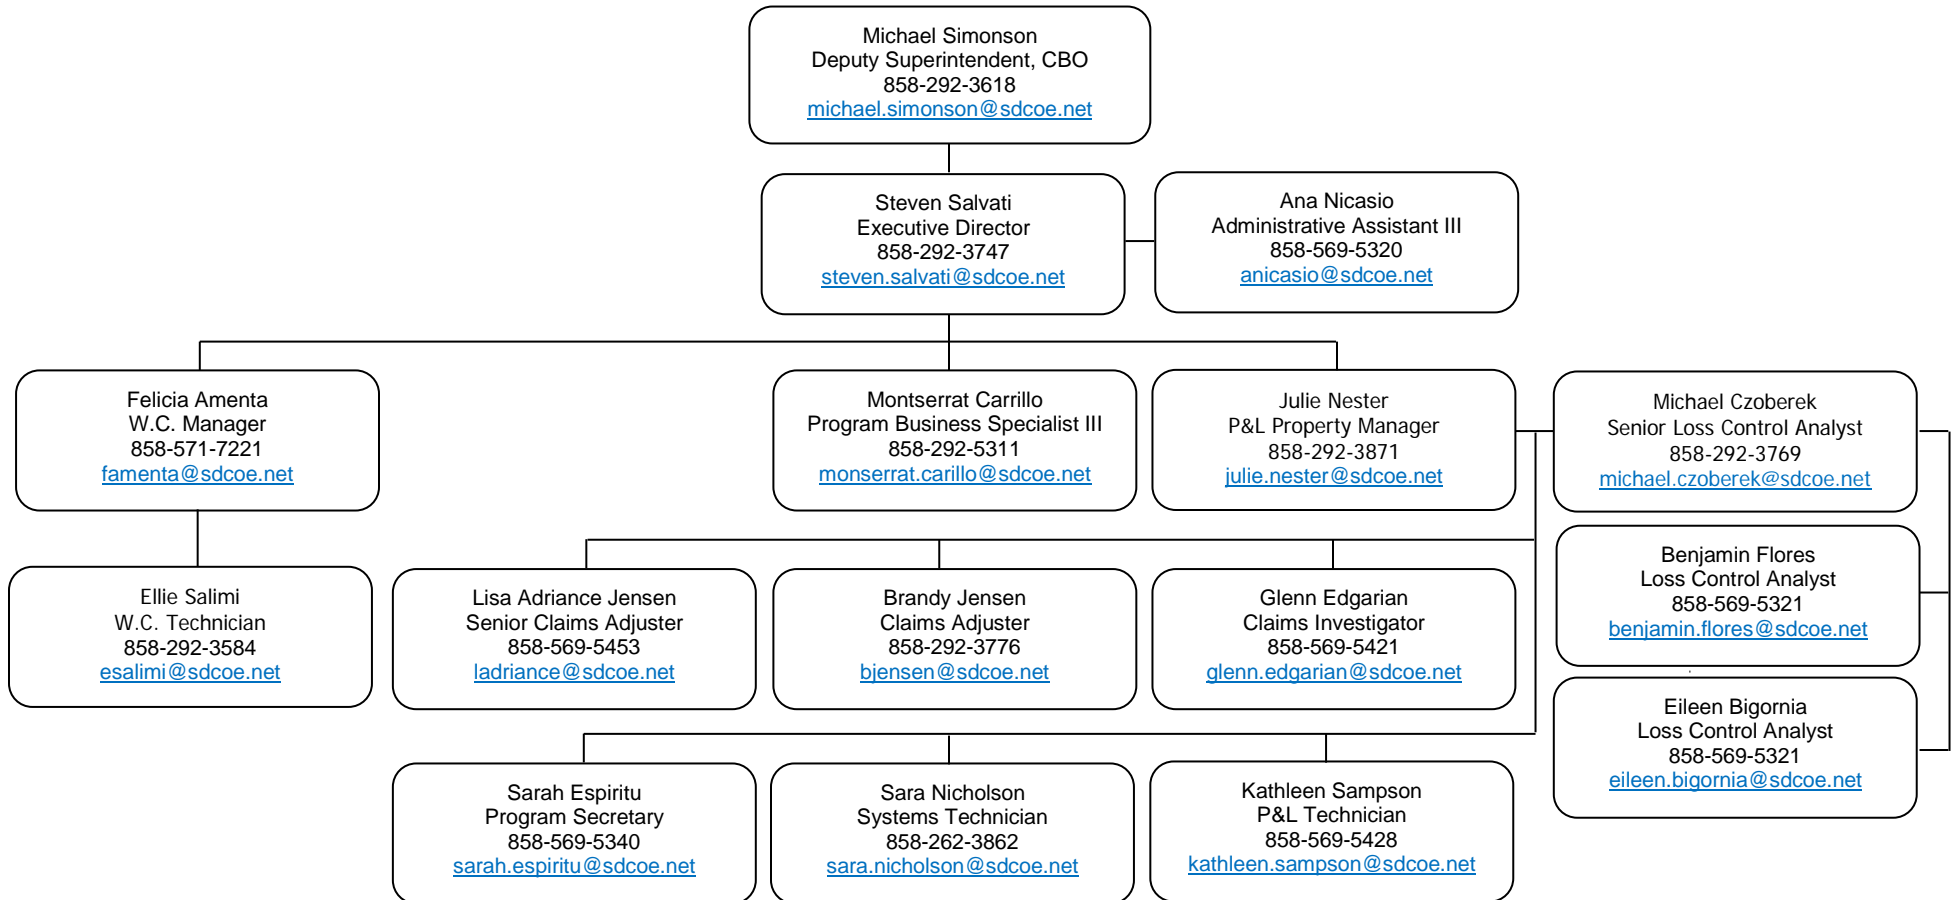 Michael Simonson
Deputy Superintendent, CBO
858-292-3618
michael.simonson@sdcoe.net
Steven Salvati
Executive Director
858-292-3747
steven.salvati@sdcoe.net
Ana Nicasio
Administrative Assistant III
858-569-5320
anicasio@sdcoe.net
Felicia Amenta
W.C. Manager
858-571-7221
famenta@sdcoe.net
Montserrat Carrillo
Program Business Specialist III
858-292-5311
monserrat.carillo@sdcoe.net
Julie Nester
P&L Property Manager
858-292-3871
julie.nester@sdcoe.net
Michael Czoberek
Senior Loss Control Analyst
858-292-3769
michael.czoberek@sdcoe.net
Benjamin Flores
Loss Control Analyst
858-569-5321
benjamin.flores@sdcoe.net
Eileen Bigornia
Loss Control Analyst
858-569-5321
eileen.bigornia@sdcoe.net
Ellie Salimi
W.C. Technician
858-292-3584
esalimi@sdcoe.net
Lisa Adriance Jensen
Senior Claims Adjuster
858-569-5453
ladriance@sdcoe.net
Brandy Jensen
Claims Adjuster
858-292-3776
bjensen@sdcoe.net
Glenn Edgarian
Claims Investigator
858-569-5421
glenn.edgarian@sdcoe.net
Sarah Espiritu
Program Secretary
858-569-5340
sarah.espiritu@sdcoe.net
Sara Nicholson
Systems Technician
858-262-3862
sara.nicholson@sdcoe.net
Kathleen Sampson
P&L Technician
858-569-5428
kathleen.sampson@sdcoe.net